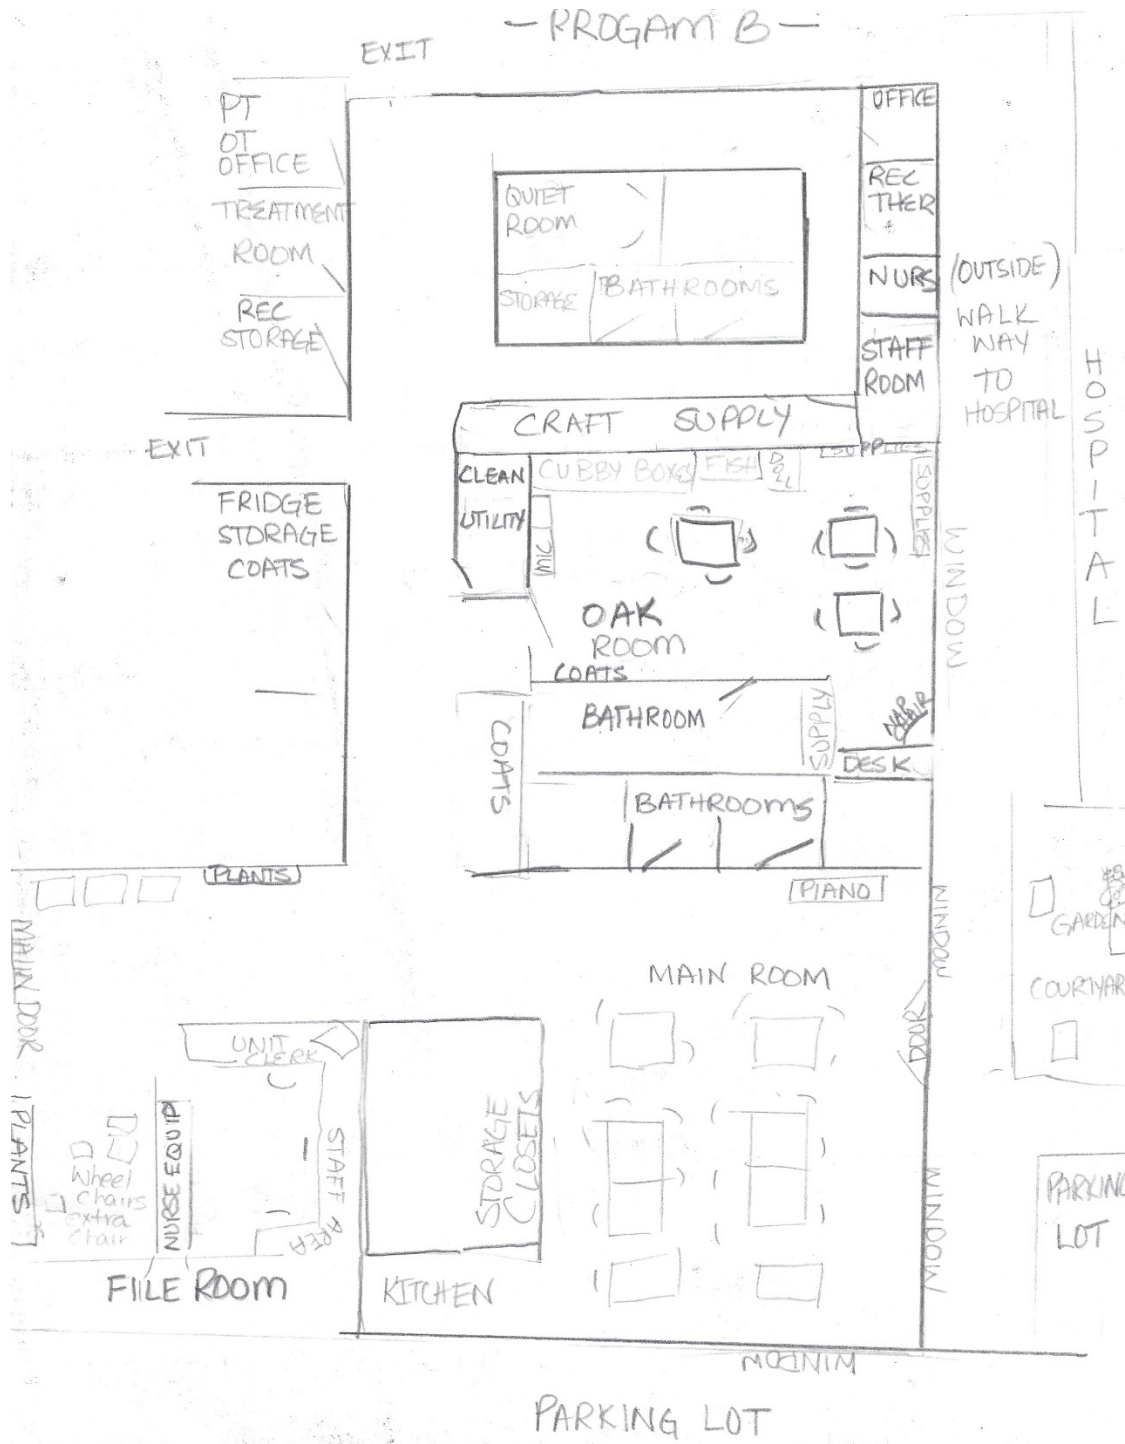 - PROGAM B -
EXIT
PT
OT
OFFICE
TREATMENT
ROOM
REC
STORAGE
EXIT
QUIET
ROOM
STORAGE
BATHROOMS
OFFICE
REC
THER
NURS
STAFF
ROOM
(OUTSIDE)
WALK
WAY
TO
HOSPITAL
HOSPITAL
CRAFT SUPPLY
CLEAN
UTILITY
CUBBY BOXES
FISH
SUPPLIES
SUPPLIES
MIC
WINDOW
FRIDGE
STORAGE
COATS
OAK
ROOM
COATS
BATHROOM
SUPPLY
NAP
CHAIR
DESK
COATS
BATHROOMS
PLANTS
PIANO
WINDOW
GARDEN
COURTYAR
MAIN DOOR
MAIN ROOM
DOOR
UNIT
CLERK
STORAGE
CLOSETS
PLANTS
Wheel
Chairs
extra
chair
NURSE EQUIP
STAFF AREA
WINDOW
PARKING
LOT
FILE ROOM
KITCHEN
WINDOW
PARKING LOT